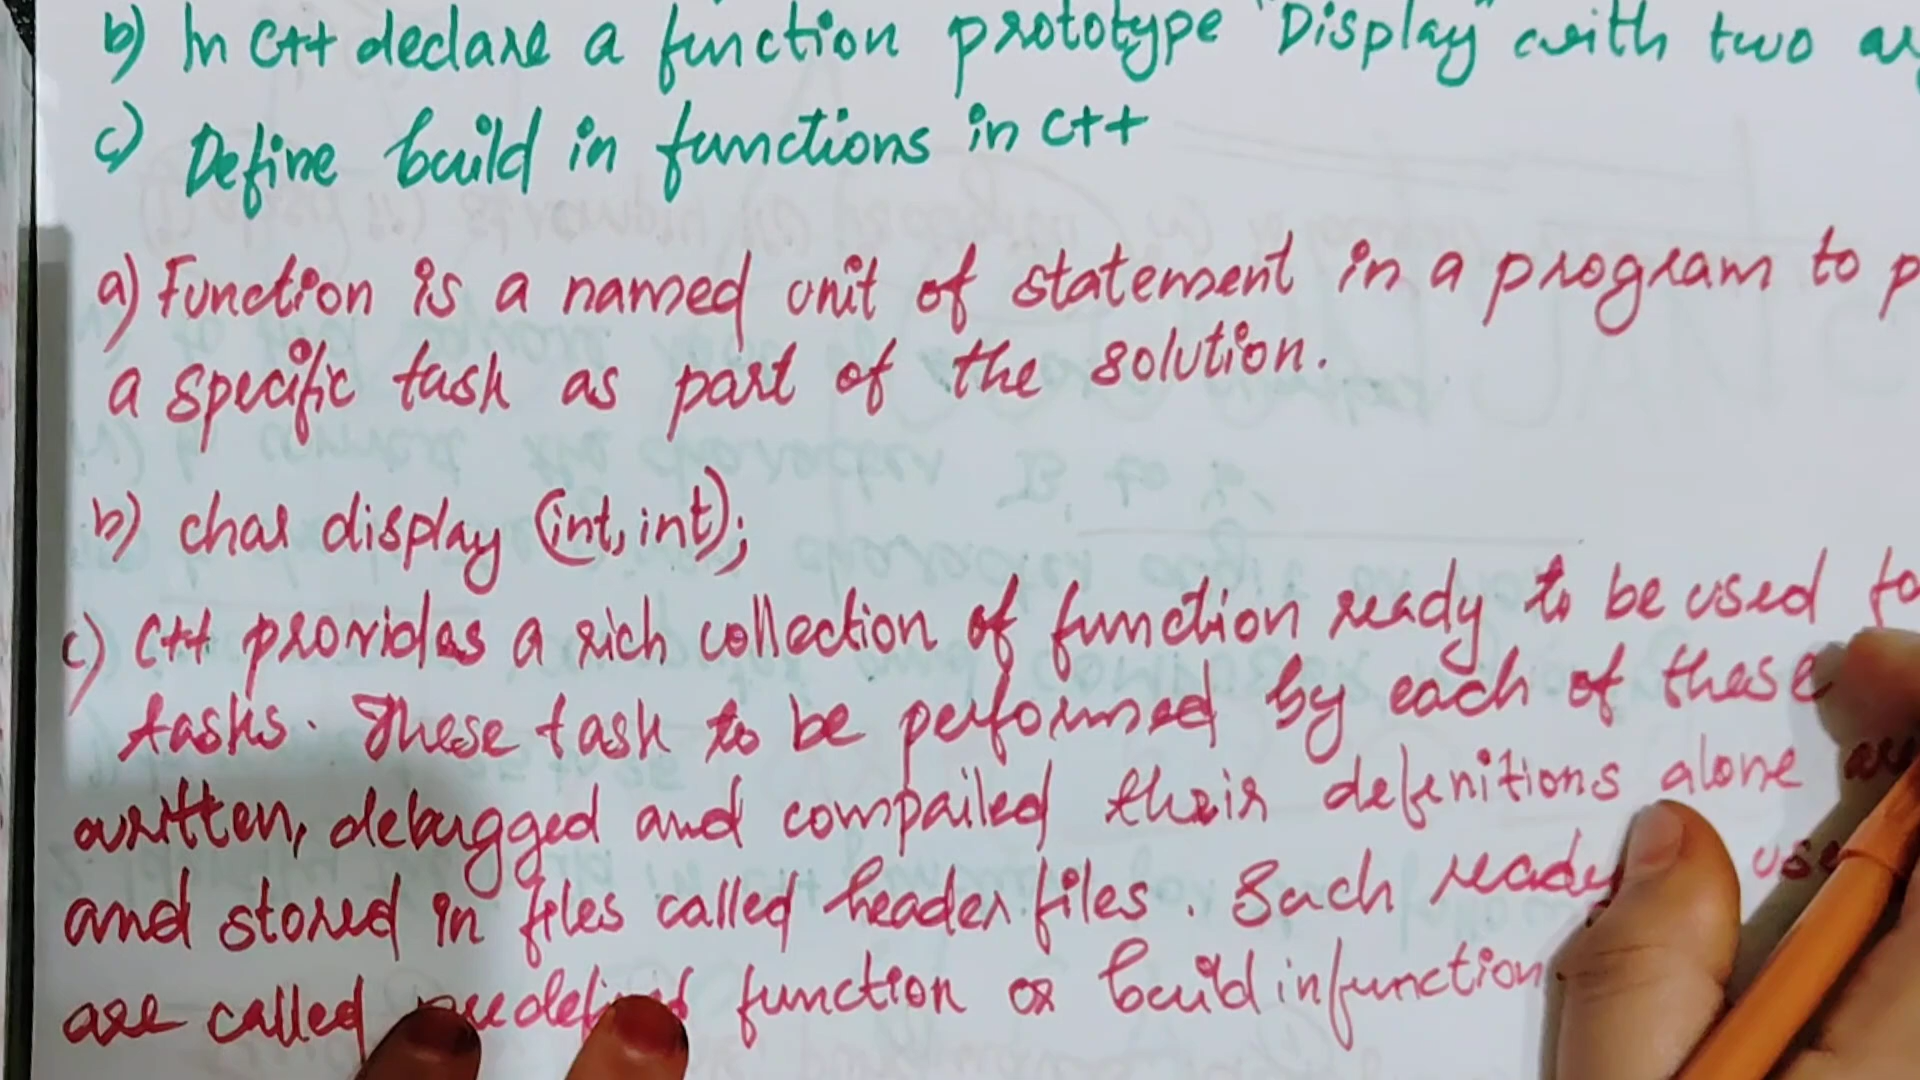 b) In C++ declare a function prototype "Display" with two
c) Define build in functions in C++
a) Function is a named unit of statement in a program to
a specific task as part of the solution.
b) char display (int, int);
c) C++ provides a rich collection of function ready to be used
tasks. These task to be performed by each of these
written, debugged and compailed their defenitions alone
and stored in files called header files. Such ready use
are called predefined function or build in function